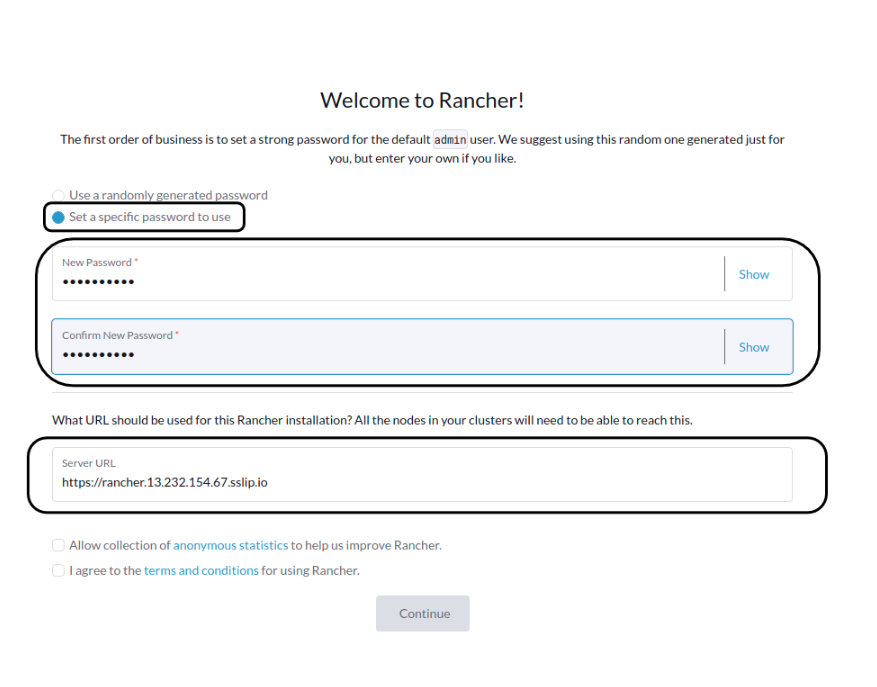 Welcome to Rancher!
The first order of business is to set a strong password for the default admin user. We suggest using this random one generated just for
you, but enter your own if you like.
Use a randomly generated password
Set a specific password to use
New Password *
••••••••••
Show
Confirm New Password *
••••••••••
Show
What URL should be used for this Rancher installation? All the nodes in your clusters will need to be able to reach this.
Server URL
https://rancher.13.232.154.67.sslip.io
Allow collection of anonymous statistics to help us improve Rancher.
I agree to the terms and conditions for using Rancher.
Continue